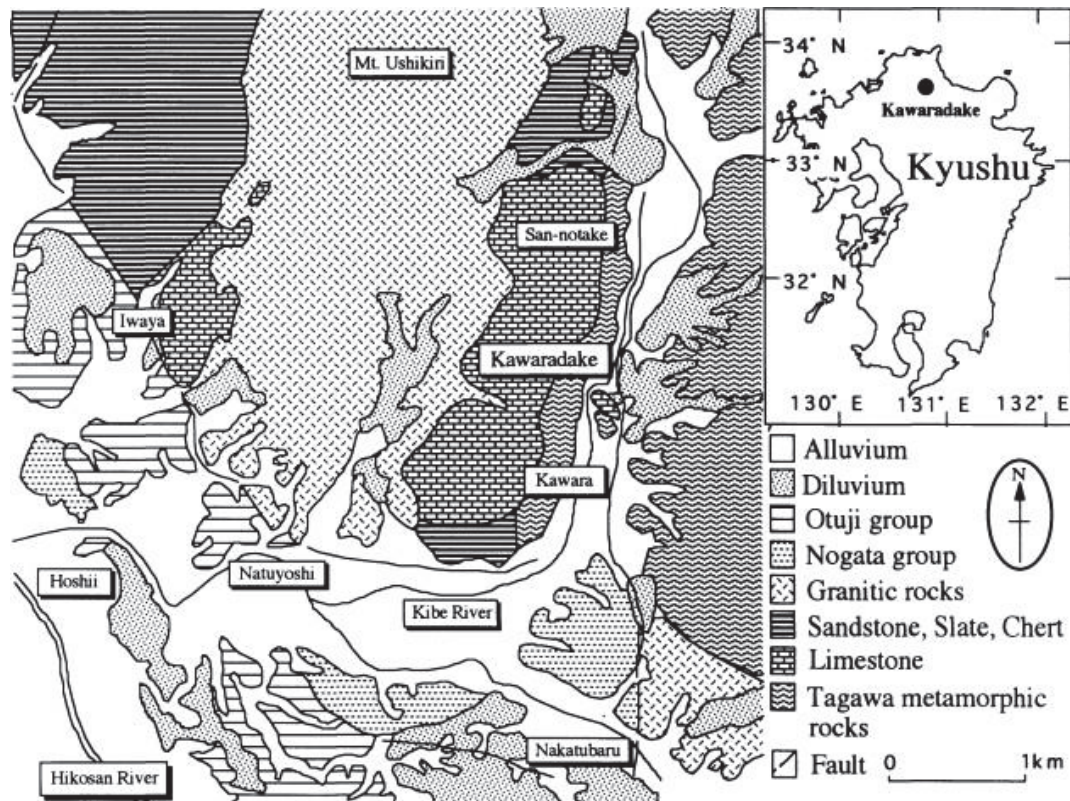 Mt. Ushikiri
San-notake
Iwaya
Kawaradake
Kawara
Hoshii
Natuyoshi
Kibe River
Nakatubaru
Hikosan River
34° N
Kawaradake
33° N
Kyushu
32° N
130° E 131° E 132° E
Alluvium
Diluvium
Otuji group
Nogata group
Granitic rocks
Sandstone, Slate, Chert
Limestone
Tagawa metamorphic
rocks
Fault
N
0 1km